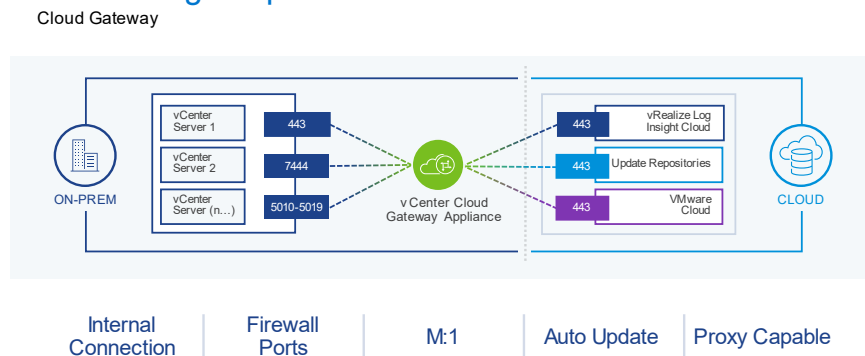 Cloud Gateway
vCenter
Server 1
443
vCenter
Server 2
7444
vCenter
Server (n...)
5010-5019
ON-PREM
vCenter Cloud
Gateway Appliance
443
vRealize Log
Insight Cloud
443
Update Repositories
443
VMware
Cloud
CLOUD
Internal
Connection
Firewall
Ports
M:1
Auto Update
Proxy Capable